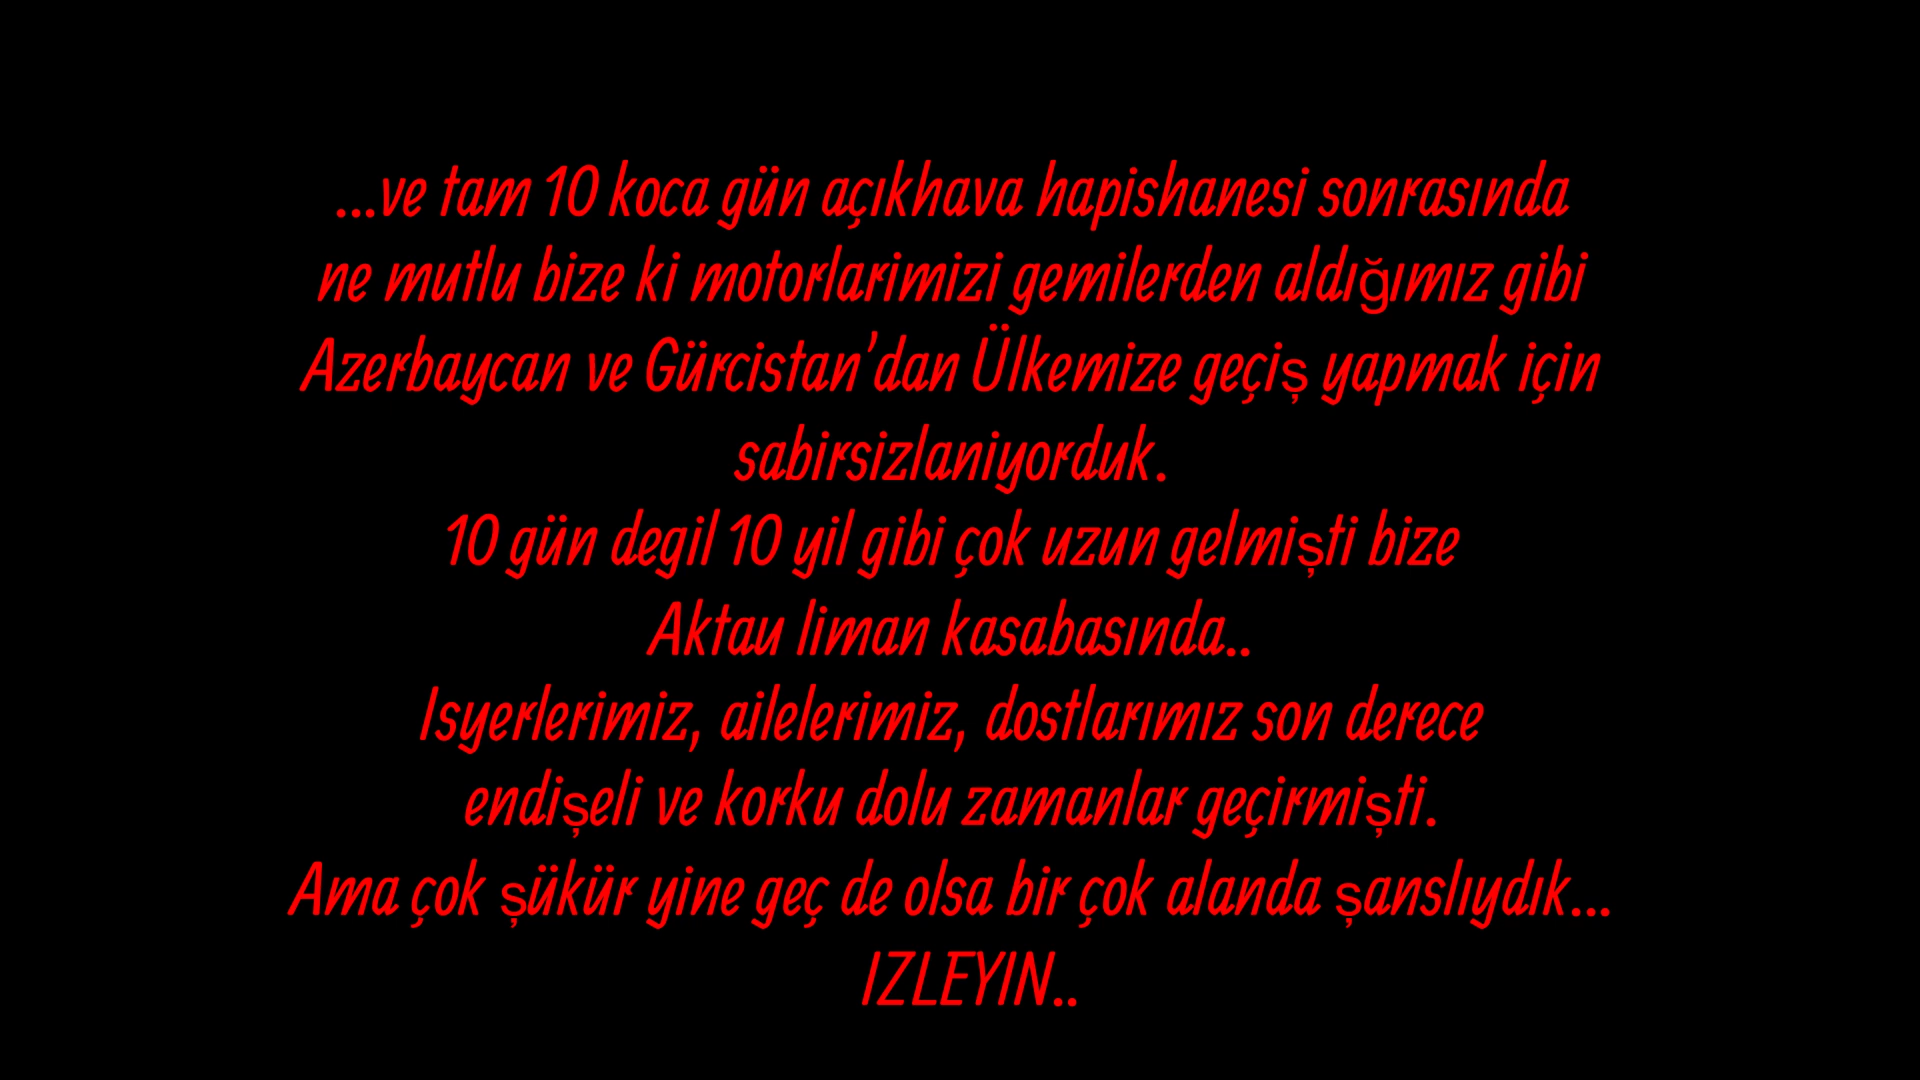 ...ve tam 10 koca gün açıkhava hapishanesi sonrasında
ne mutlu bize ki motorlarimizi gemilerden aldığımız gibi
Azerbaycan ve Gürcistan'dan Ülkemize geçiş yapmak için
sabirsizlaniyorduk.
10 gün degil 10 yil gibi çok uzun gelmişti bize
Aktau liman kasabasında..
Isyerlerimiz, ailelerimiz, dostlarımız son derece
endişeli ve korku dolu zamanlar geçirmişti.
Ama çok şükür yine geç de olsa bir çok alanda şanslıydık...
IZLEYIN..